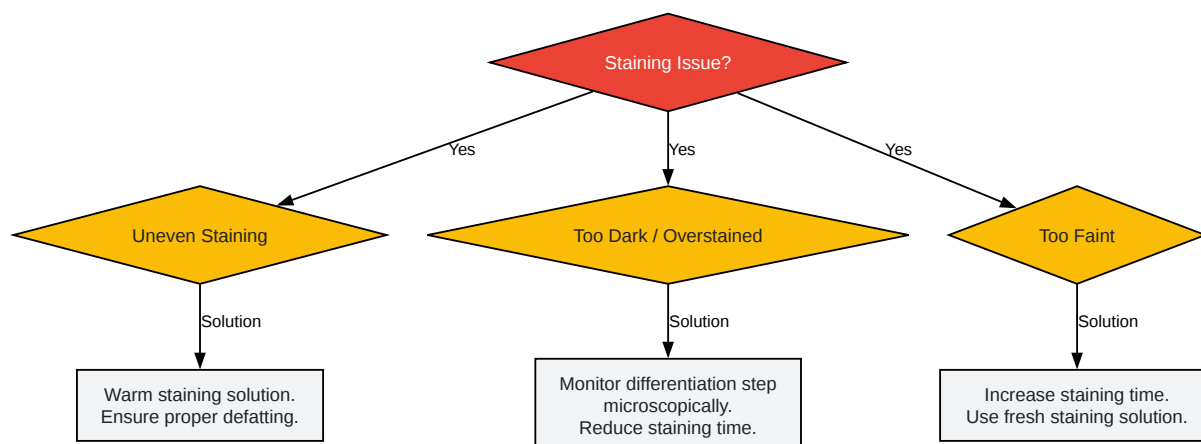 Staining Issue?
Yes
Yes
Yes
Uneven Staining
Too Dark / Overstained
Too Faint
Solution
Solution
Solution
Warm staining solution.
Ensure proper defatting.
Monitor differentiation step
microscopically.
Reduce staining time.
Increase staining time.
Use fresh staining solution.